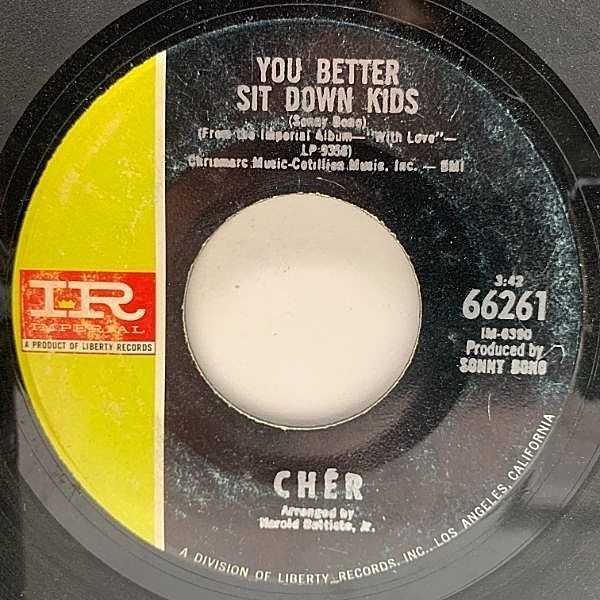 YOU BETTER
SIT DOWN KIDS
(Sonny Bono)
(From the Imperial Album—"With Love"—
LP-9358)
Chrismarc Music-Cotillion Music, Inc. — BMI
IR
IMPERIAL
A PRODUCT OF LIBERTY RECORDS
3:42
66261
IM-6390
Produced by
SONNY BONO
CHÉR
Arranged by
Harold Battiste, Jr.
A DIVISION OF LIBERTY RECORDS, INC., LOS ANGELES, CALIFORNIA